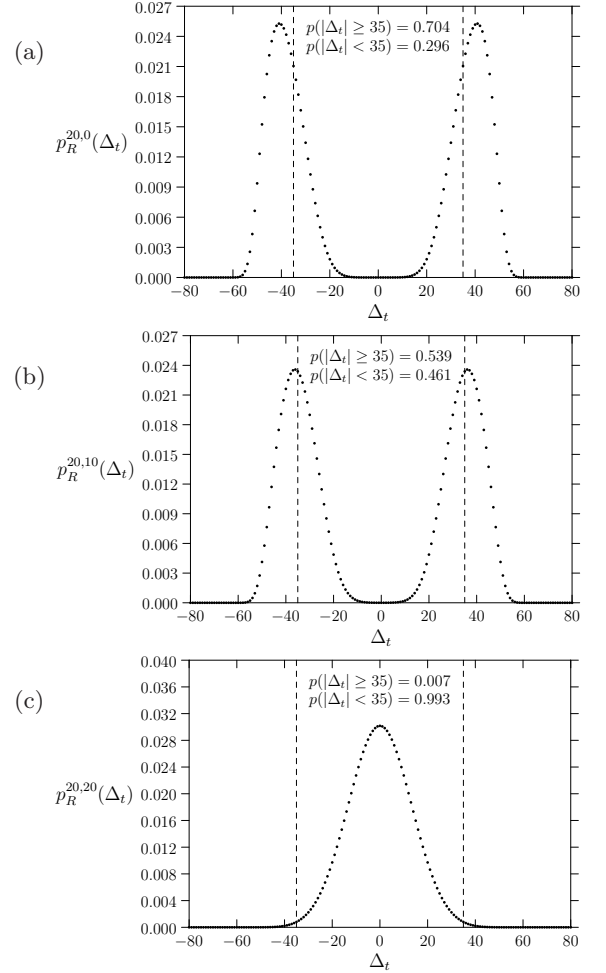 (a)
p_R^{20,0}(Δ_t)
0.027
0.024
0.021
0.018
0.015
0.012
0.009
0.006
0.003
0.000
p(|Δ_t| ≥ 35) = 0.704
p(|Δ_t| < 35) = 0.296
−80 −60 −40 −20 0 20 40 60 80
Δ_t
(b)
p_R^{20,10}(Δ_t)
0.027
0.024
0.021
0.018
0.015
0.012
0.009
0.006
0.003
0.000
p(|Δ_t| ≥ 35) = 0.539
p(|Δ_t| < 35) = 0.461
−80 −60 −40 −20 0 20 40 60 80
Δ_t
(c)
p_R^{20,20}(Δ_t)
0.040
0.036
0.032
0.028
0.024
0.020
0.016
0.012
0.008
0.004
0.000
p(|Δ_t| ≥ 35) = 0.007
p(|Δ_t| < 35) = 0.993
−80 −60 −40 −20 0 20 40 60 80
Δ_t